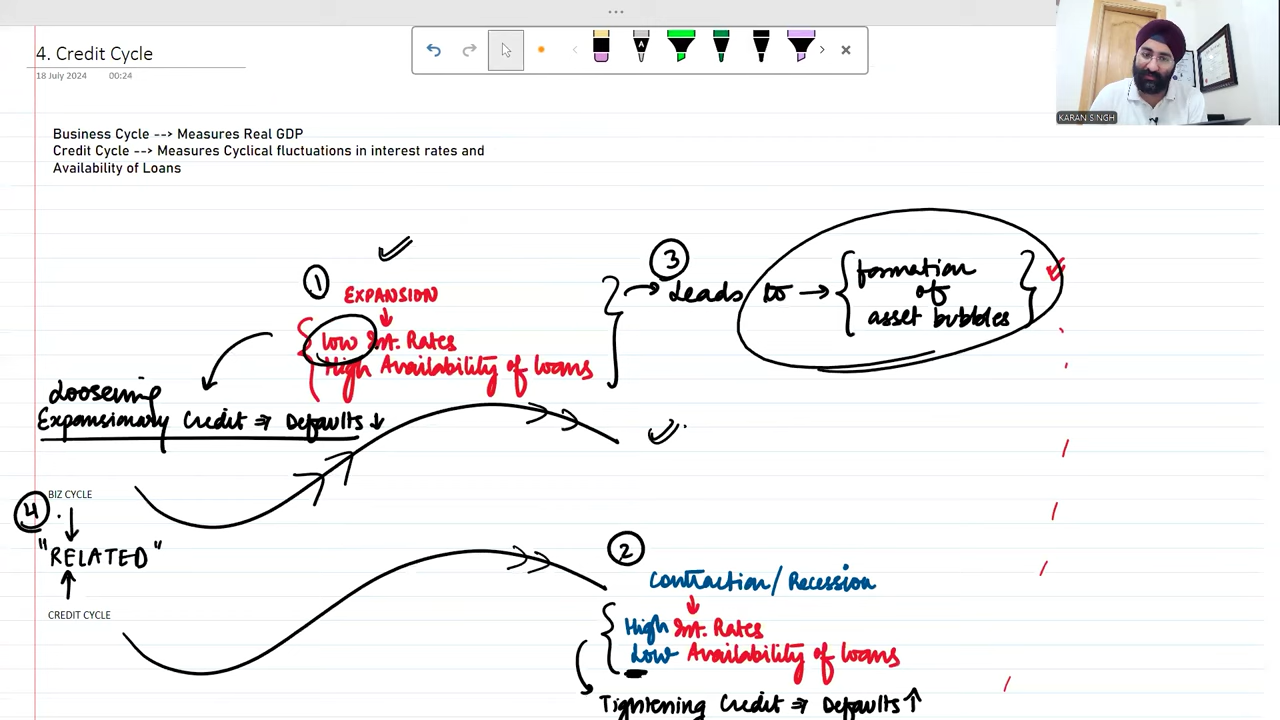 4. Credit Cycle
18 July 2024 00:24
KARAN SINGH
Business Cycle --> Measures Real GDP
Credit Cycle --> Measures Cyclical fluctuations in interest rates and
Availability of Loans
1
EXPANSION
Low Int. Rates
High Availability of loans
3
Leads to → formation
of
asset bubbles
Loosening
Expansionary Credit ⇒ Defaults ↓
4
BIZ CYCLE
"RELATED"
CREDIT CYCLE
2
Contraction/Recession
High Int. Rates
Low Availability of loans
Tightening Credit ⇒ Defaults ↑